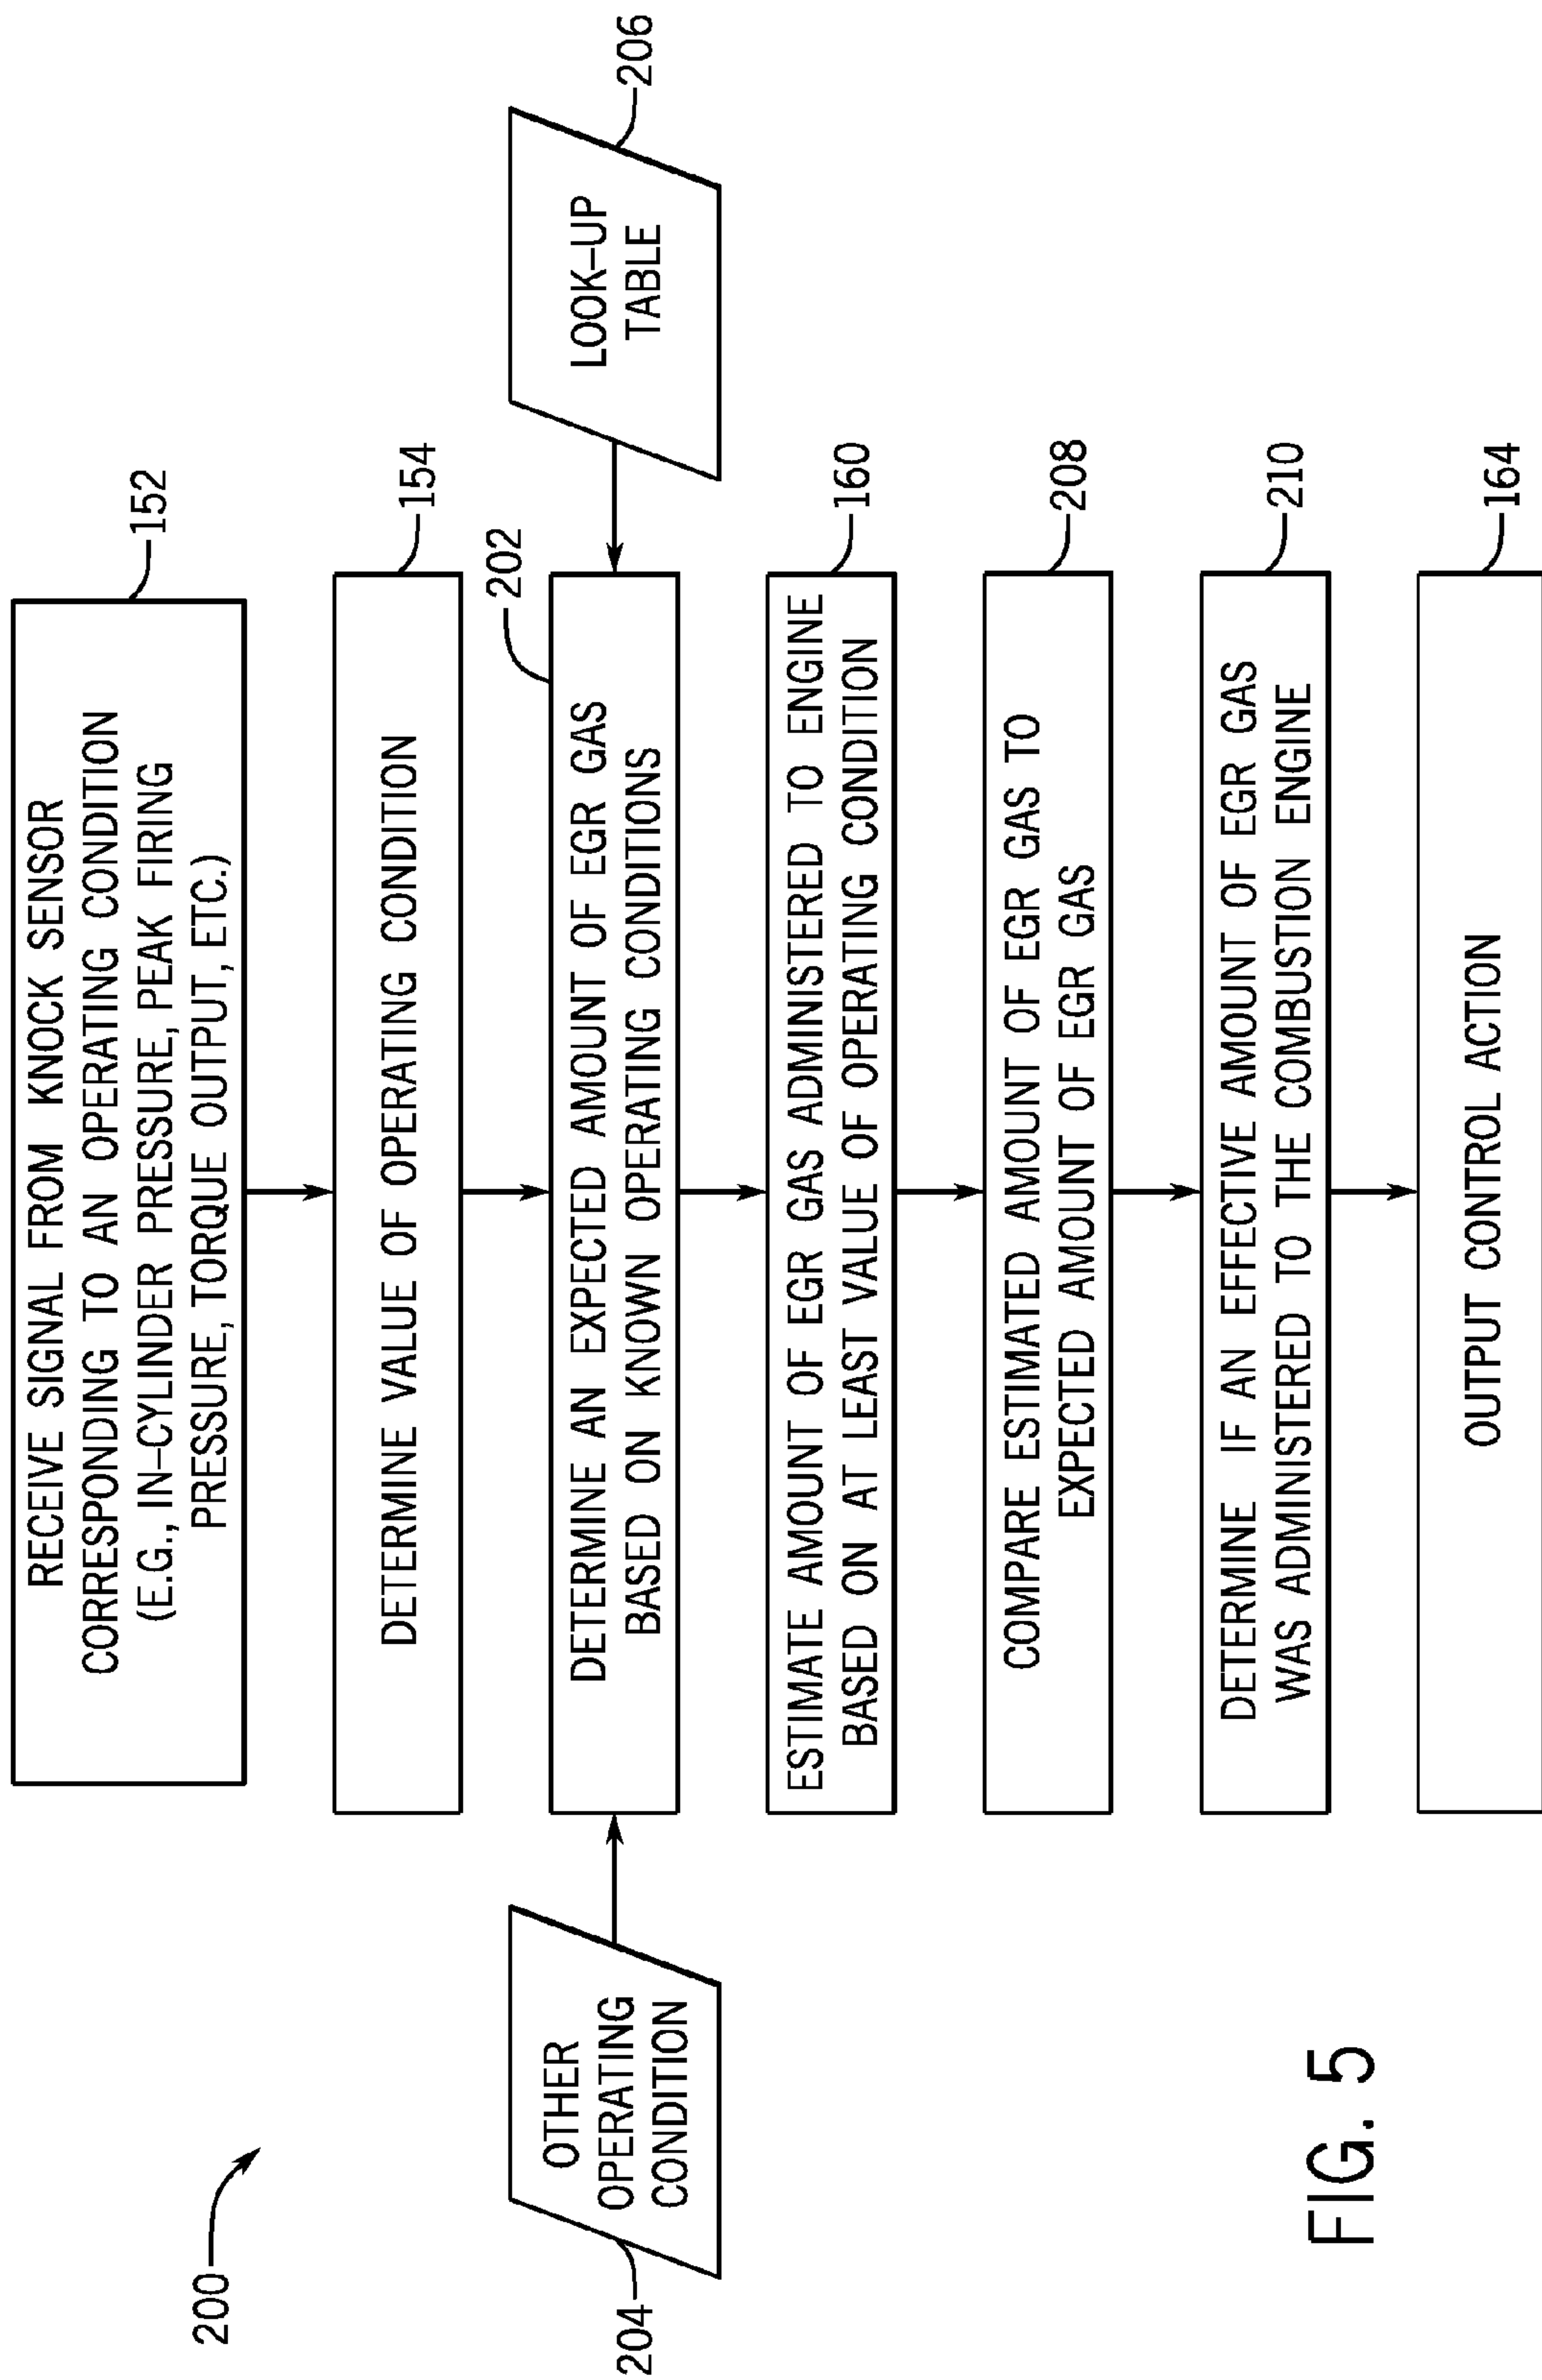 200
RECEIVE SIGNAL FROM KNOCK SENSOR
CORRESPONDING TO AN OPERATING CONDITION
(E.G., IN-CYLINDER PRESSURE, PEAK FIRING
PRESSURE, TORQUE OUTPUT, ETC.)
152
DETERMINE VALUE OF OPERATING CONDITION
154
202
204
OTHER
OPERATING
CONDITION
DETERMINE AN EXPECTED AMOUNT OF EGR GAS
BASED ON KNOWN OPERATING CONDITIONS
LOOK-UP
TABLE
206
ESTIMATE AMOUNT OF EGR GAS ADMINISTERED TO ENGINE
BASED ON AT LEAST VALUE OF OPERATING CONDITION
160
COMPARE ESTIMATED AMOUNT OF EGR GAS TO
EXPECTED AMOUNT OF EGR GAS
208
DETERMINE IF AN EFFECTIVE AMOUNT OF EGR GAS
WAS ADMINISTERED TO THE COMBUSTION ENGINE
210
OUTPUT CONTROL ACTION
164
FIG. 5